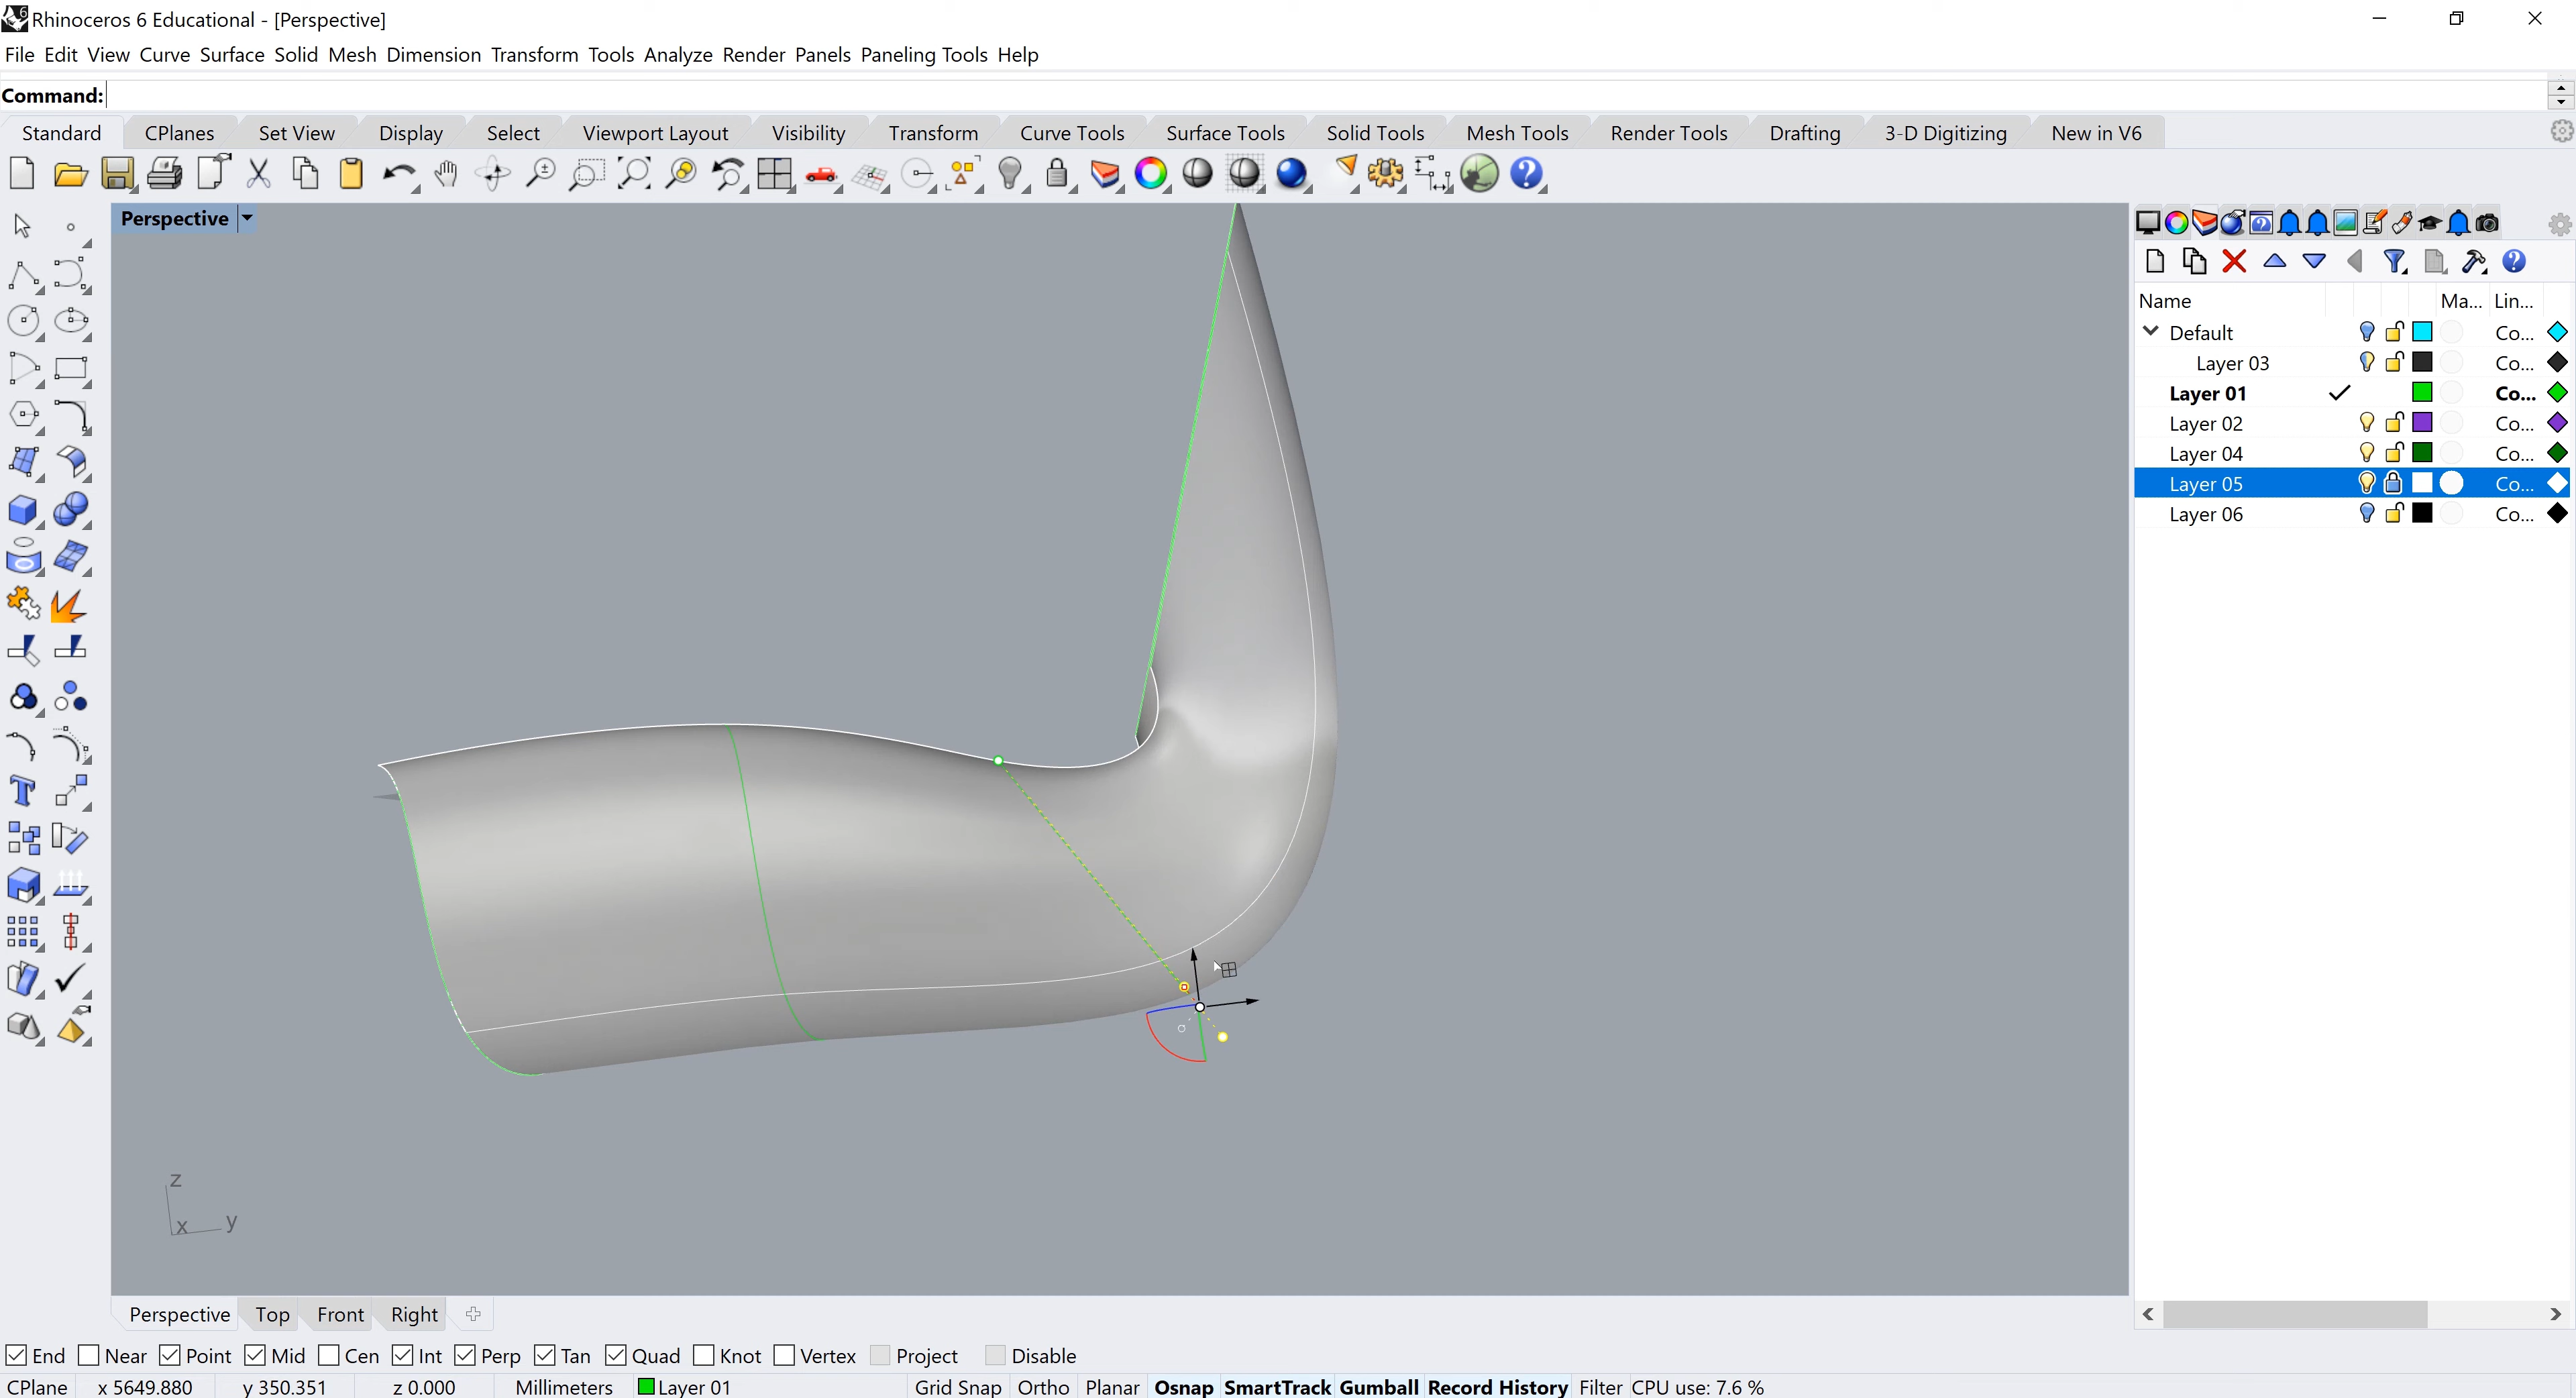 6 Rhinoceros 6 Educational - [Perspective]
File Edit View Curve Surface Solid Mesh Dimension Transform Tools Analyze Render Panels Paneling Tools Help
Command:
Standard CPlanes Set View Display Select Viewport Layout Visibility Transform Curve Tools Surface Tools Solid Tools Mesh Tools Render Tools Drafting 3-D Digitizing New in V6
Perspective
Name Ma... Lin...
Default Co...
Layer 03 Co...
Layer 01 Co...
Layer 02 Co...
Layer 04 Co...
Layer 05 Co...
Layer 06 Co...
z
x y
Perspective Top Front Right
End Near Point Mid Cen Int Perp Tan Quad Knot Vertex Project Disable
CPlane x 5649.880 y 350.351 z 0.000 Millimeters Layer 01 Grid Snap Ortho Planar Osnap SmartTrack Gumball Record History Filter CPU use: 7.6 %